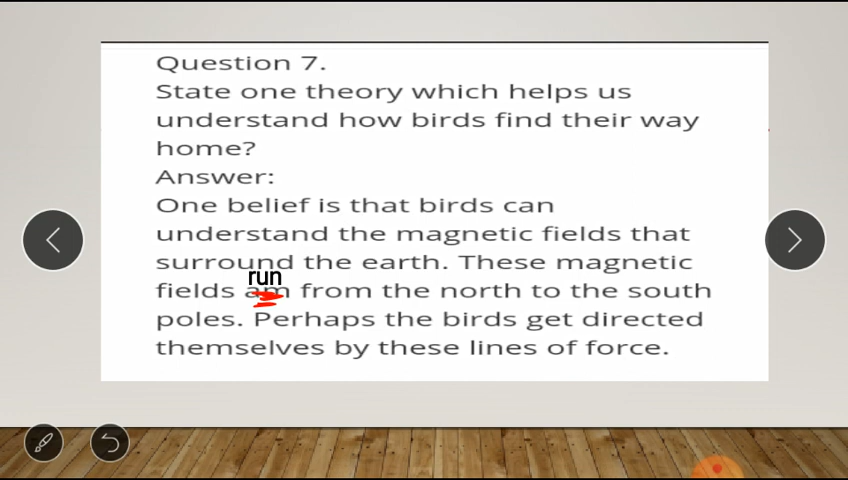 Question 7.
State one theory which helps us
understand how birds find their way
home?
Answer:
One belief is that birds can
understand the magnetic fields that
surround the earth. These magnetic
run
fields am from the north to the south
poles. Perhaps the birds get directed
themselves by these lines of force.